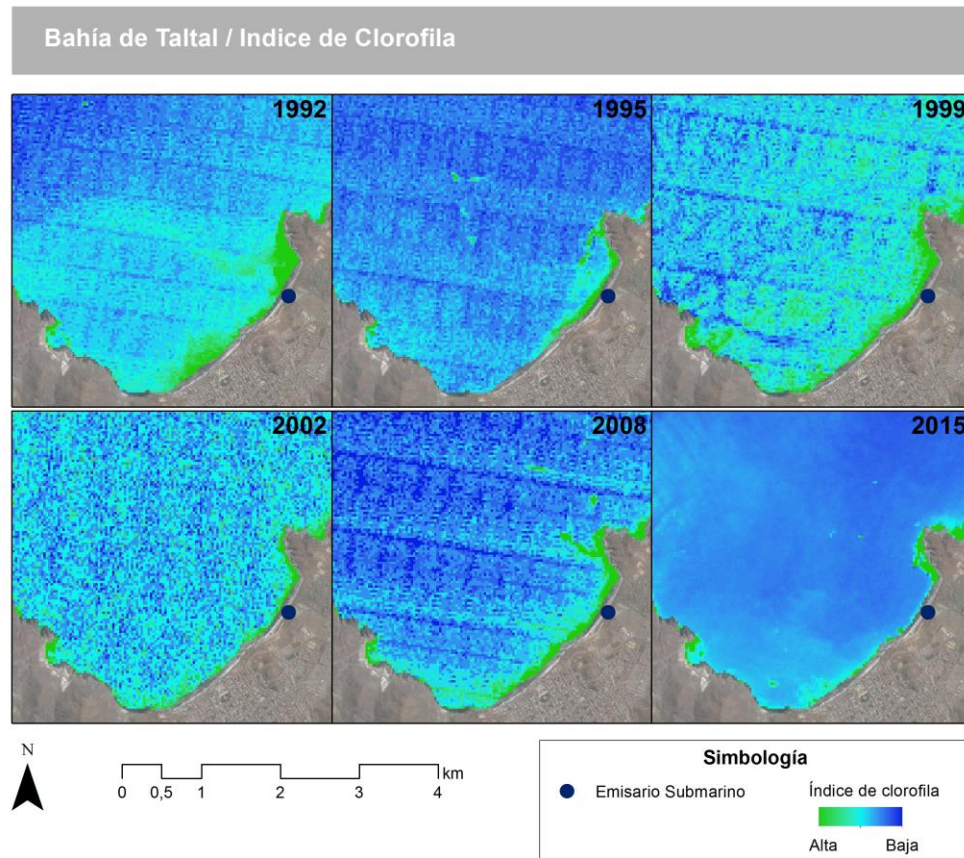 Bahía de Taltal / Indice de Clorofila
1992
1995
1999
2002
2008
2015
N
0 0,5 1 2 3 4 km
Simbología
Emisario Submarino
Índice de clorofila
Alta Baja